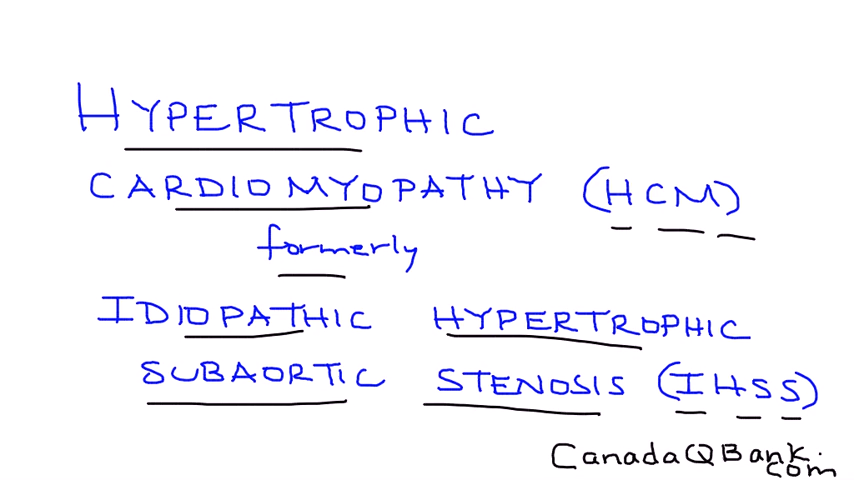 HYPERTROPHIC
CARDIOMYOPATHY (HCM)
formerly
IDIOPATHIC HYPERTROPHIC
SUBAORTIC STENOSIS (IHSS)
CanadaQBank.
com